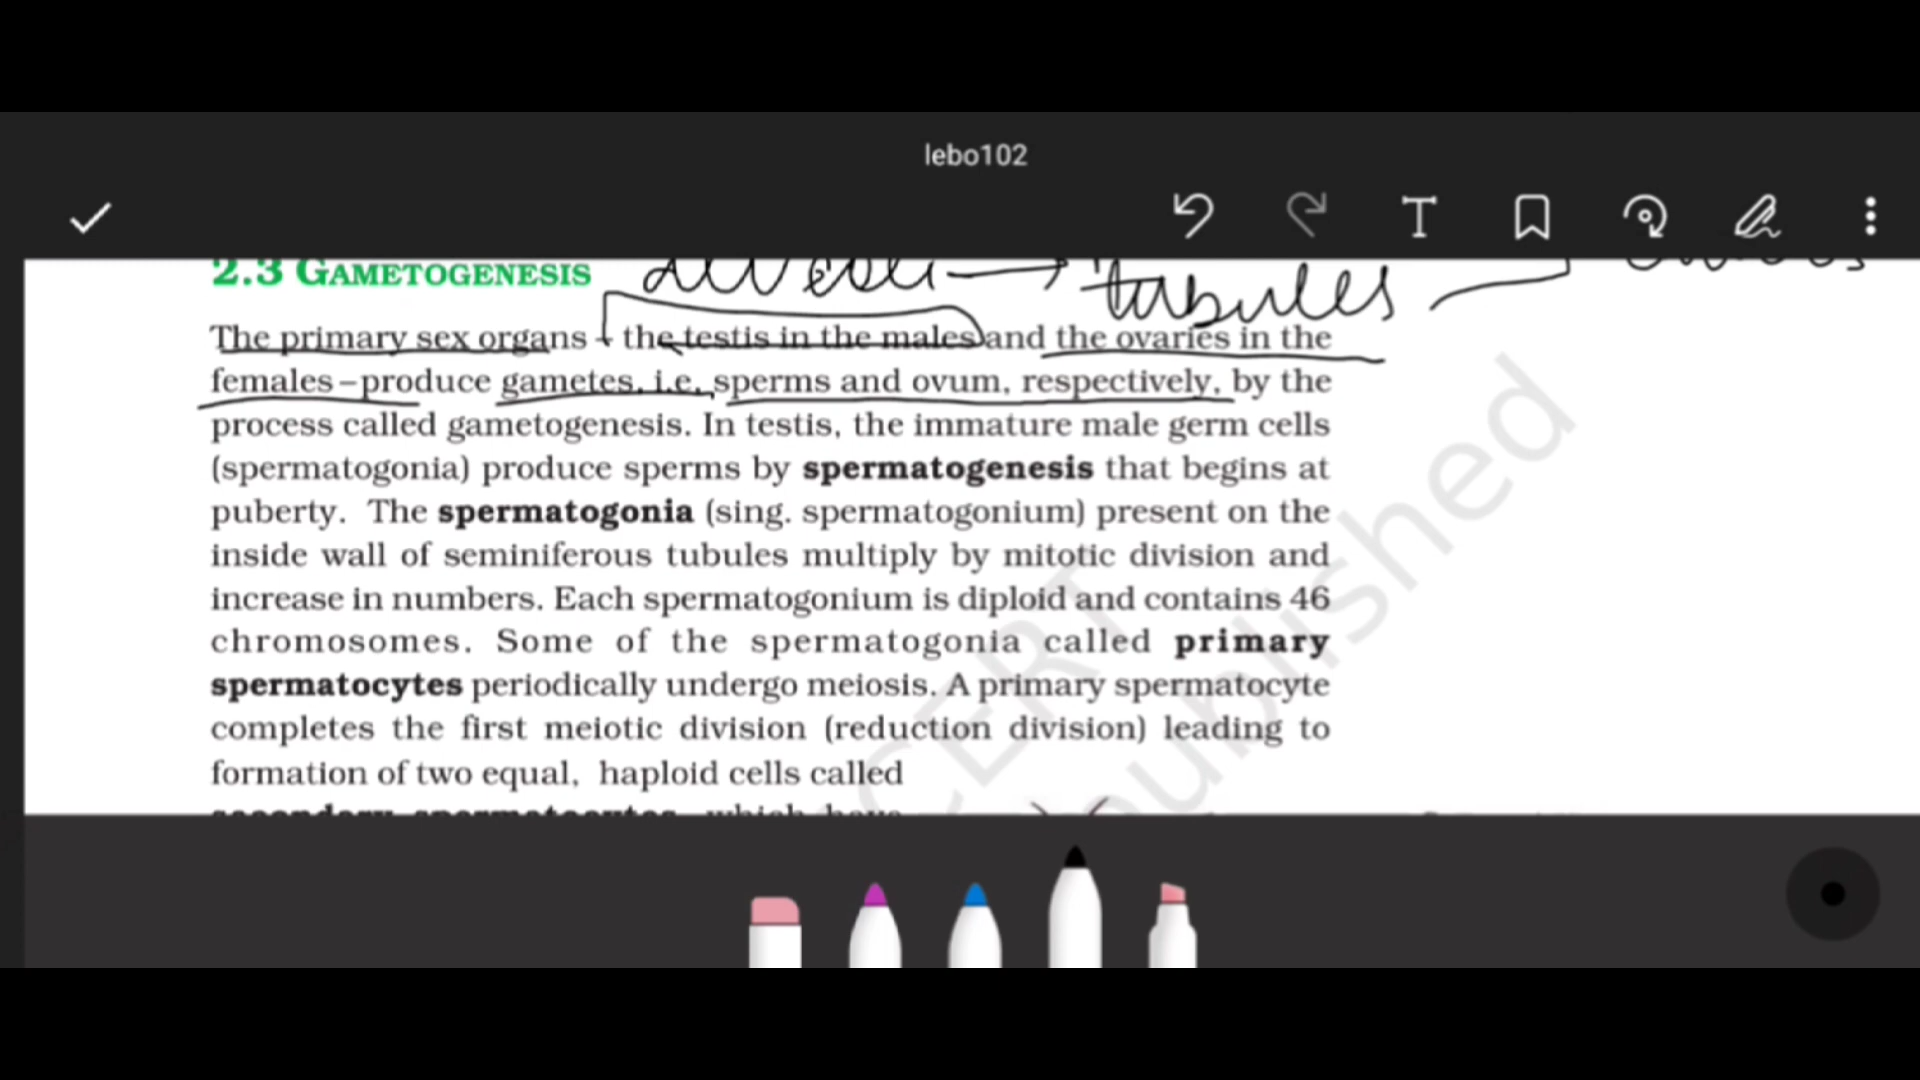 lebo102
T
2.3 GAMETOGENESIS alveoli → tubules
The primary sex organs – the testis in the males and the ovaries in the
females – produce gametes, i.e, sperms and ovum, respectively, by the
process called gametogenesis. In testis, the immature male germ cells
(spermatogonia) produce sperms by spermatogenesis that begins at
puberty. The spermatogonia (sing. spermatogonium) present on the
inside wall of seminiferous tubules multiply by mitotic division and
increase in numbers. Each spermatogonium is diploid and contains 46
chromosomes. Some of the spermatogonia called primary
spermatocytes periodically undergo meiosis. A primary spermatocyte
completes the first meiotic division (reduction division) leading to
formation of two equal, haploid cells called
secondary spermatocytes, which have